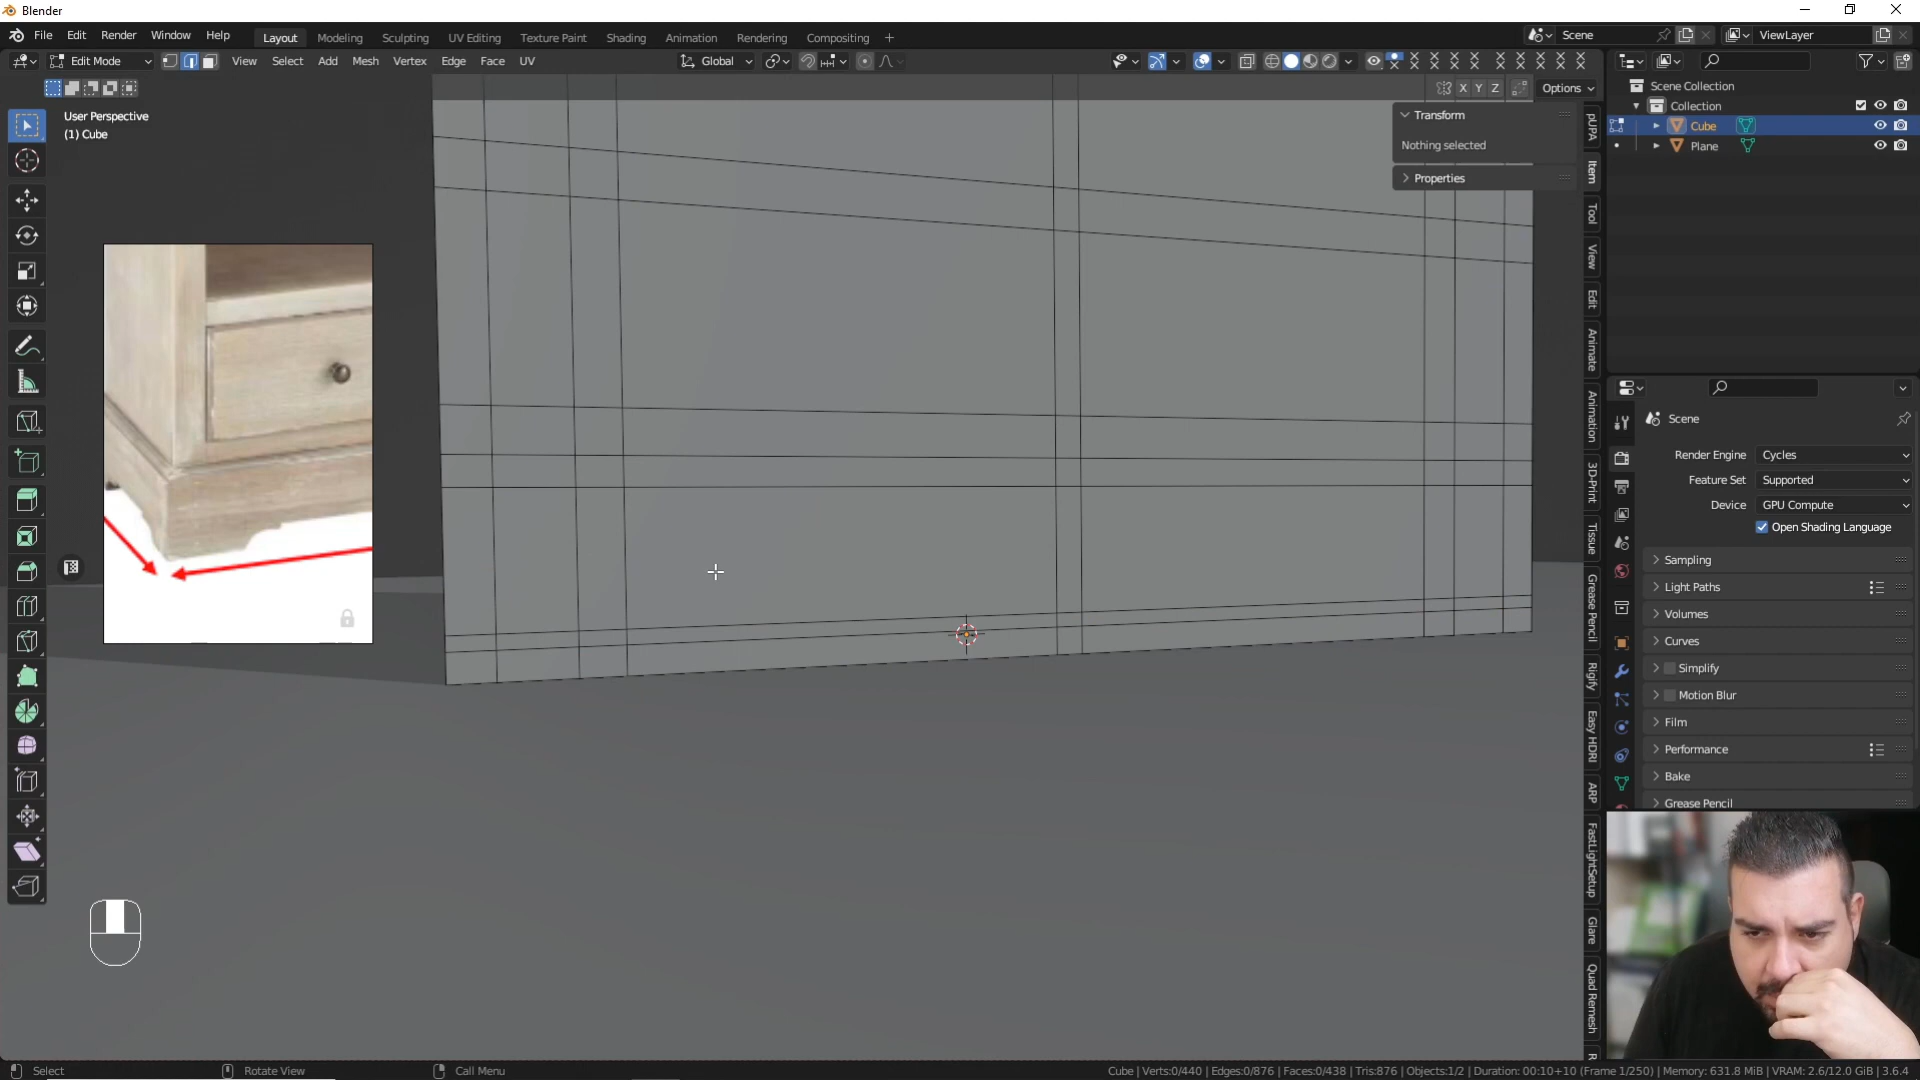 Blender
File Edit Render Window Help
Layout Modeling Sculpting UV Editing Texture Paint Shading Animation Rendering Compositing +
Scene
ViewLayer
Edit Mode
View Select Add Mesh Vertex Edge Face UV
Global
X Y Z
Options
User Perspective
(1) Cube
Transform
Nothing selected
Properties
pUPA
Item
Tool
View
Edit
Animate
Animation
3D-Print
Tissue
Grease Pencil
Rigify
Easy HDRI
ARP
FastLightSetup
Glare
Quad Remesh
R
Scene Collection
Collection
Cube
Plane
Scene
Render Engine Cycles
Feature Set Supported
Device GPU Compute
Open Shading Language
Sampling
Light Paths
Volumes
Curves
Simplify
Motion Blur
Film
Performance
Bake
Grease Pencil
Select
Rotate View
Call Menu
Cube | Verts:0/440 | Edges:0/876 | Faces:0/438 | Tris:876 | Objects:1/2 | Duration: 00:10+10 (Frame 1/250) | Memory: 631.8 MiB | VRAM: 2.6/12.0 GiB | 3.6.4